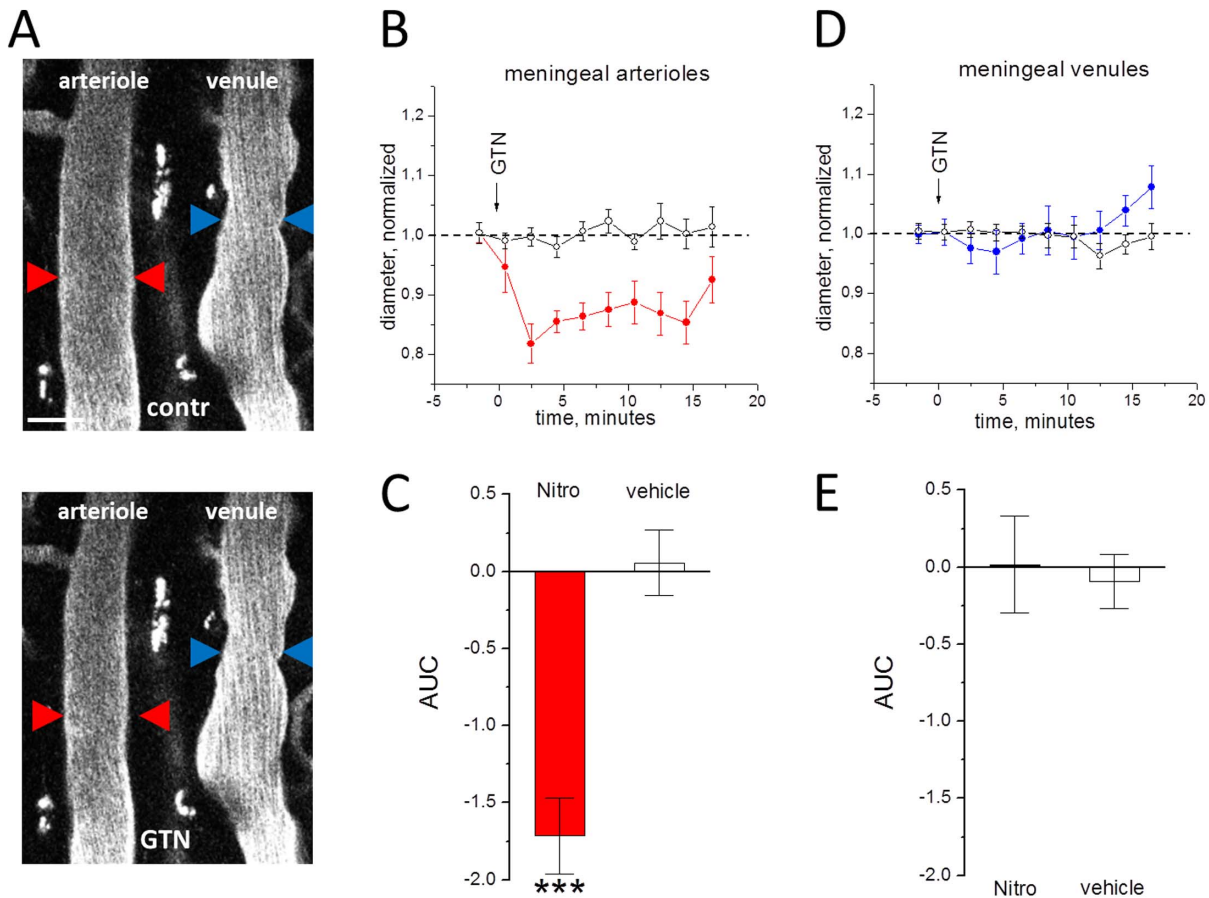 A
arteriole venule
contr
arteriole venule
GTN
B
meningeal arterioles
GTN
diameter, normalized
1,2
1,1
1,0
0,9
0,8
-5 0 5 10 15 20
time, minutes
D
meningeal venules
GTN
diameter, normalized
1,2
1,1
1,0
0,9
0,8
-5 0 5 10 15 20
time, minutes
C
Nitro vehicle
AUC
0.5
0.0
-0.5
-1.0
-1.5
-2.0
***
E
AUC
0.5
0.0
-0.5
-1.0
-1.5
-2.0
Nitro vehicle